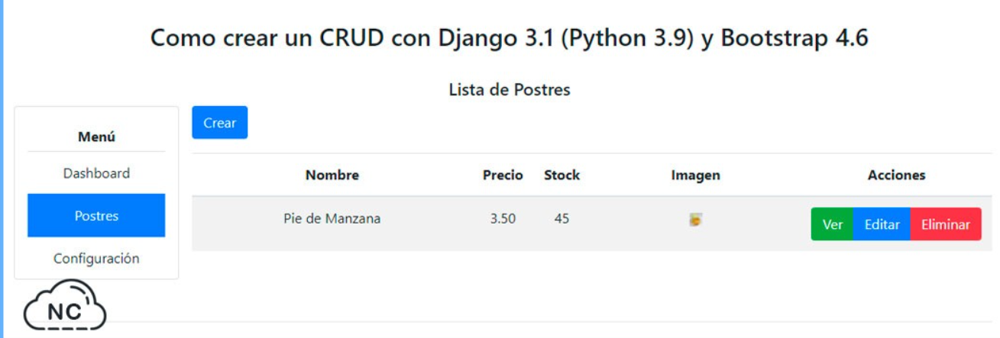 Como crear un CRUD con Django 3.1 (Python 3.9) y Bootstrap 4.6
Lista de Postres
Menú
Dashboard
Postres
Configuración
Crear
Nombre Precio Stock Imagen Acciones
Pie de Manzana 3.50 45 Ver Editar Eliminar
NC